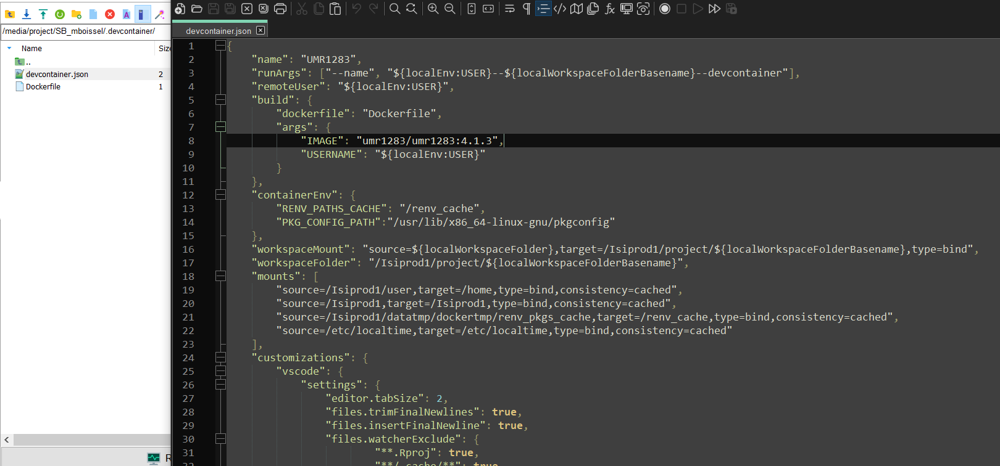 /media/project/SB_mboissel/.devcontainer/
Name
Size
..
devcontainer.json
2
Dockerfile
1
devcontainer.json
1 {
2 "name": "UMR1283",
3 "runArgs": ["--name", "${localEnv:USER}--${localWorkspaceFolderBasename}--devcontainer"],
4 "remoteUser": "${localEnv:USER}",
5 "build": {
6 "dockerfile": "Dockerfile",
7 "args": {
8 "IMAGE": "umr1283/umr1283:4.1.3",
9 "USERNAME": "${localEnv:USER}"
10 }
11 },
12 "containerEnv": {
13 "RENV_PATHS_CACHE": "/renv_cache",
14 "PKG_CONFIG_PATH":"/usr/lib/x86_64-linux-gnu/pkgconfig"
15 },
16 "workspaceMount": "source=${localWorkspaceFolder},target=/Isiprod1/project/${localWorkspaceFolderBasename},type=bind",
17 "workspaceFolder": "/Isiprod1/project/${localWorkspaceFolderBasename}",
18 "mounts": [
19 "source=/Isiprod1/user,target=/home,type=bind,consistency=cached",
20 "source=/Isiprod1,target=/Isiprod1,type=bind,consistency=cached",
21 "source=/Isiprod1/datatmp/dockertmp/renv_pkgs_cache,target=/renv_cache,type=bind,consistency=cached",
22 "source=/etc/localtime,target=/etc/localtime,type=bind,consistency=cached"
23 ],
24 "customizations": {
25 "vscode": {
26 "settings": {
27 "editor.tabSize": 2,
28 "files.trimFinalNewlines": true,
29 "files.insertFinalNewline": true,
30 "files.watcherExclude": {
31 "**.Rproj": true,